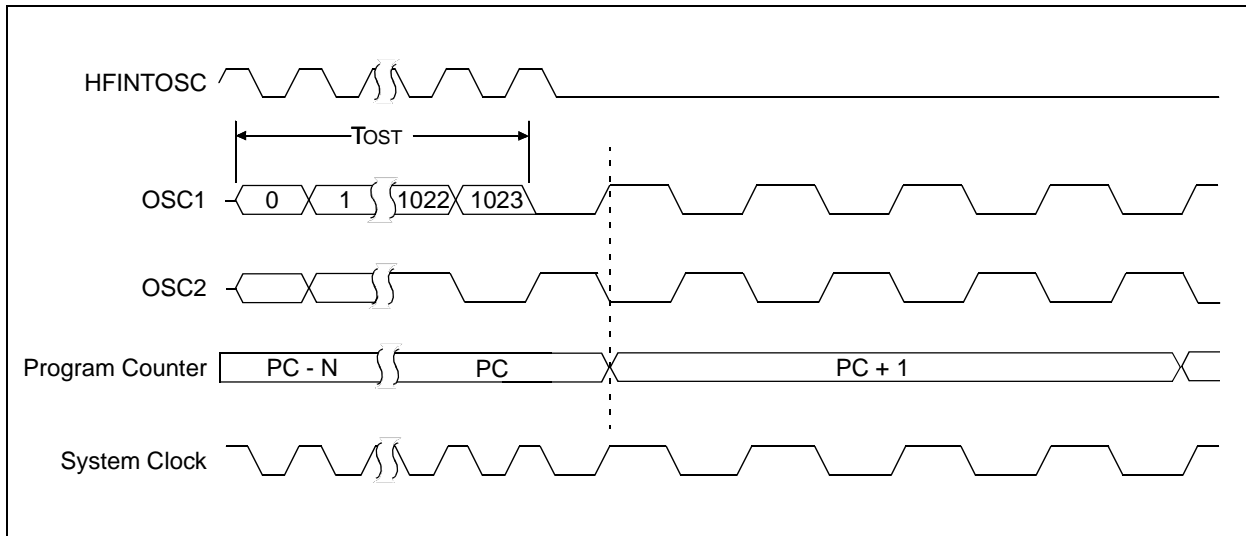 HFINTOSC
TOST
OSC1 0 1 1022 1023
OSC2
Program Counter PC - N PC PC + 1
System Clock